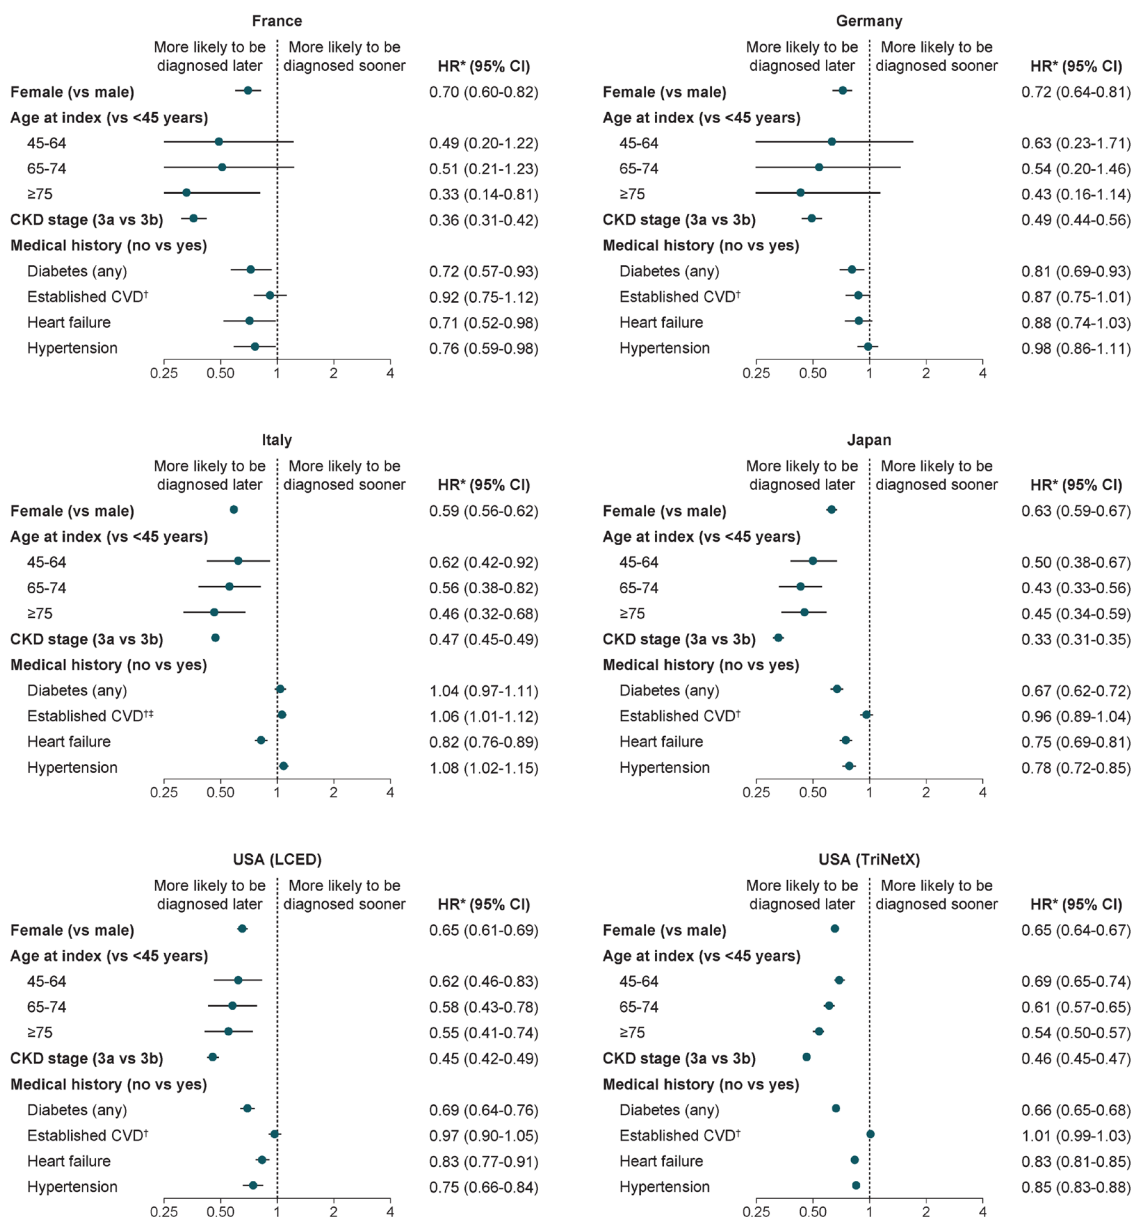 France
More likely to be diagnosed later
More likely to be diagnosed sooner
HR* (95% CI)
Female (vs male) 0.70 (0.60-0.82)
Age at index (vs <45 years)
45-64 0.49 (0.20-1.22)
65-74 0.51 (0.21-1.23)
≥75 0.33 (0.14-0.81)
CKD stage (3a vs 3b) 0.36 (0.31-0.42)
Medical history (no vs yes)
Diabetes (any) 0.72 (0.57-0.93)
Established CVD† 0.92 (0.75-1.12)
Heart failure 0.71 (0.52-0.98)
Hypertension 0.76 (0.59-0.98)
0.25 0.50 1 2 4
Germany
More likely to be diagnosed later
More likely to be diagnosed sooner
HR* (95% CI)
Female (vs male) 0.72 (0.64-0.81)
Age at index (vs <45 years)
45-64 0.63 (0.23-1.71)
65-74 0.54 (0.20-1.46)
≥75 0.43 (0.16-1.14)
CKD stage (3a vs 3b) 0.49 (0.44-0.56)
Medical history (no vs yes)
Diabetes (any) 0.81 (0.69-0.93)
Established CVD† 0.87 (0.75-1.01)
Heart failure 0.88 (0.74-1.03)
Hypertension 0.98 (0.86-1.11)
0.25 0.50 1 2 4
Italy
More likely to be diagnosed later
More likely to be diagnosed sooner
HR* (95% CI)
Female (vs male) 0.59 (0.56-0.62)
Age at index (vs <45 years)
45-64 0.62 (0.42-0.92)
65-74 0.56 (0.38-0.82)
≥75 0.46 (0.32-0.68)
CKD stage (3a vs 3b) 0.47 (0.45-0.49)
Medical history (no vs yes)
Diabetes (any) 1.04 (0.97-1.11)
Established CVD†‡ 1.06 (1.01-1.12)
Heart failure 0.82 (0.76-0.89)
Hypertension 1.08 (1.02-1.15)
0.25 0.50 1 2 4
Japan
More likely to be diagnosed later
More likely to be diagnosed sooner
HR* (95% CI)
Female (vs male) 0.63 (0.59-0.67)
Age at index (vs <45 years)
45-64 0.50 (0.38-0.67)
65-74 0.43 (0.33-0.56)
≥75 0.45 (0.34-0.59)
CKD stage (3a vs 3b) 0.33 (0.31-0.35)
Medical history (no vs yes)
Diabetes (any) 0.67 (0.62-0.72)
Established CVD† 0.96 (0.89-1.04)
Heart failure 0.75 (0.69-0.81)
Hypertension 0.78 (0.72-0.85)
0.25 0.50 1 2 4
USA (LCED)
More likely to be diagnosed later
More likely to be diagnosed sooner
HR* (95% CI)
Female (vs male) 0.65 (0.61-0.69)
Age at index (vs <45 years)
45-64 0.62 (0.46-0.83)
65-74 0.58 (0.43-0.78)
≥75 0.55 (0.41-0.74)
CKD stage (3a vs 3b) 0.45 (0.42-0.49)
Medical history (no vs yes)
Diabetes (any) 0.69 (0.64-0.76)
Established CVD† 0.97 (0.90-1.05)
Heart failure 0.83 (0.77-0.91)
Hypertension 0.75 (0.66-0.84)
0.25 0.50 1 2 4
USA (TriNetX)
More likely to be diagnosed later
More likely to be diagnosed sooner
HR* (95% CI)
Female (vs male) 0.65 (0.64-0.67)
Age at index (vs <45 years)
45-64 0.69 (0.65-0.74)
65-74 0.61 (0.57-0.65)
≥75 0.54 (0.50-0.57)
CKD stage (3a vs 3b) 0.46 (0.45-0.47)
Medical history (no vs yes)
Diabetes (any) 0.66 (0.65-0.68)
Established CVD† 1.01 (0.99-1.03)
Heart failure 0.83 (0.81-0.85)
Hypertension 0.85 (0.83-0.88)
0.25 0.50 1 2 4